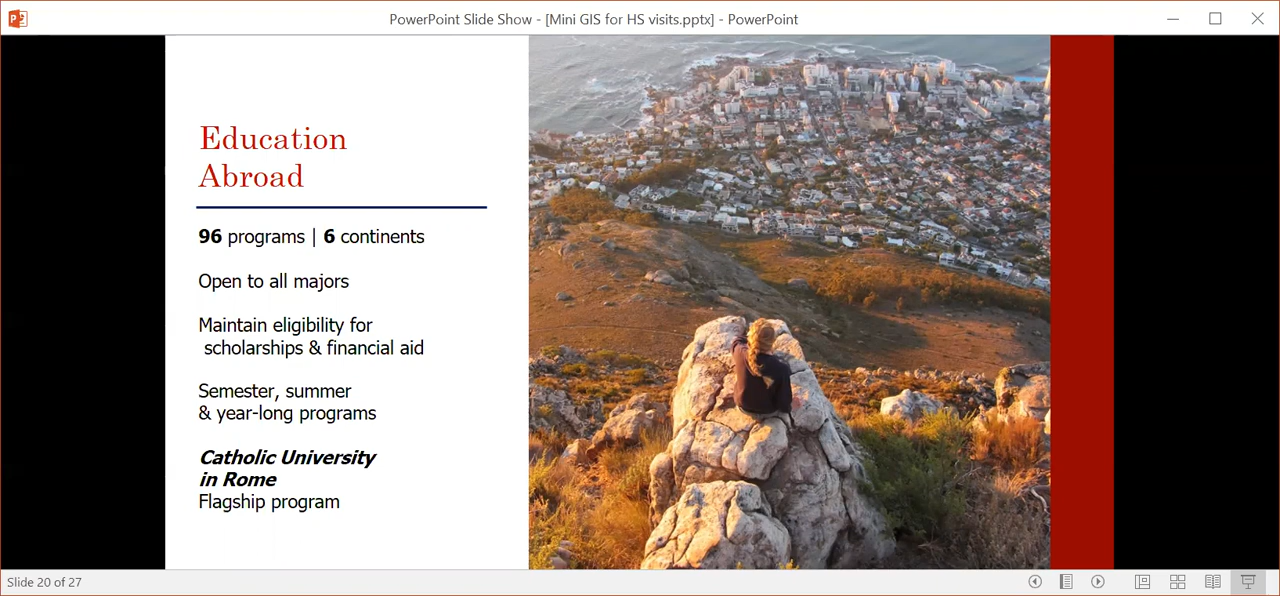 PowerPoint Slide Show - [Mini GIS for HS visits.pptx] - PowerPoint
Education
Abroad
96 programs | 6 continents
Open to all majors
Maintain eligibility for
scholarships & financial aid
Semester, summer
& year-long programs
Catholic University
in Rome
Flagship program
Slide 20 of 27